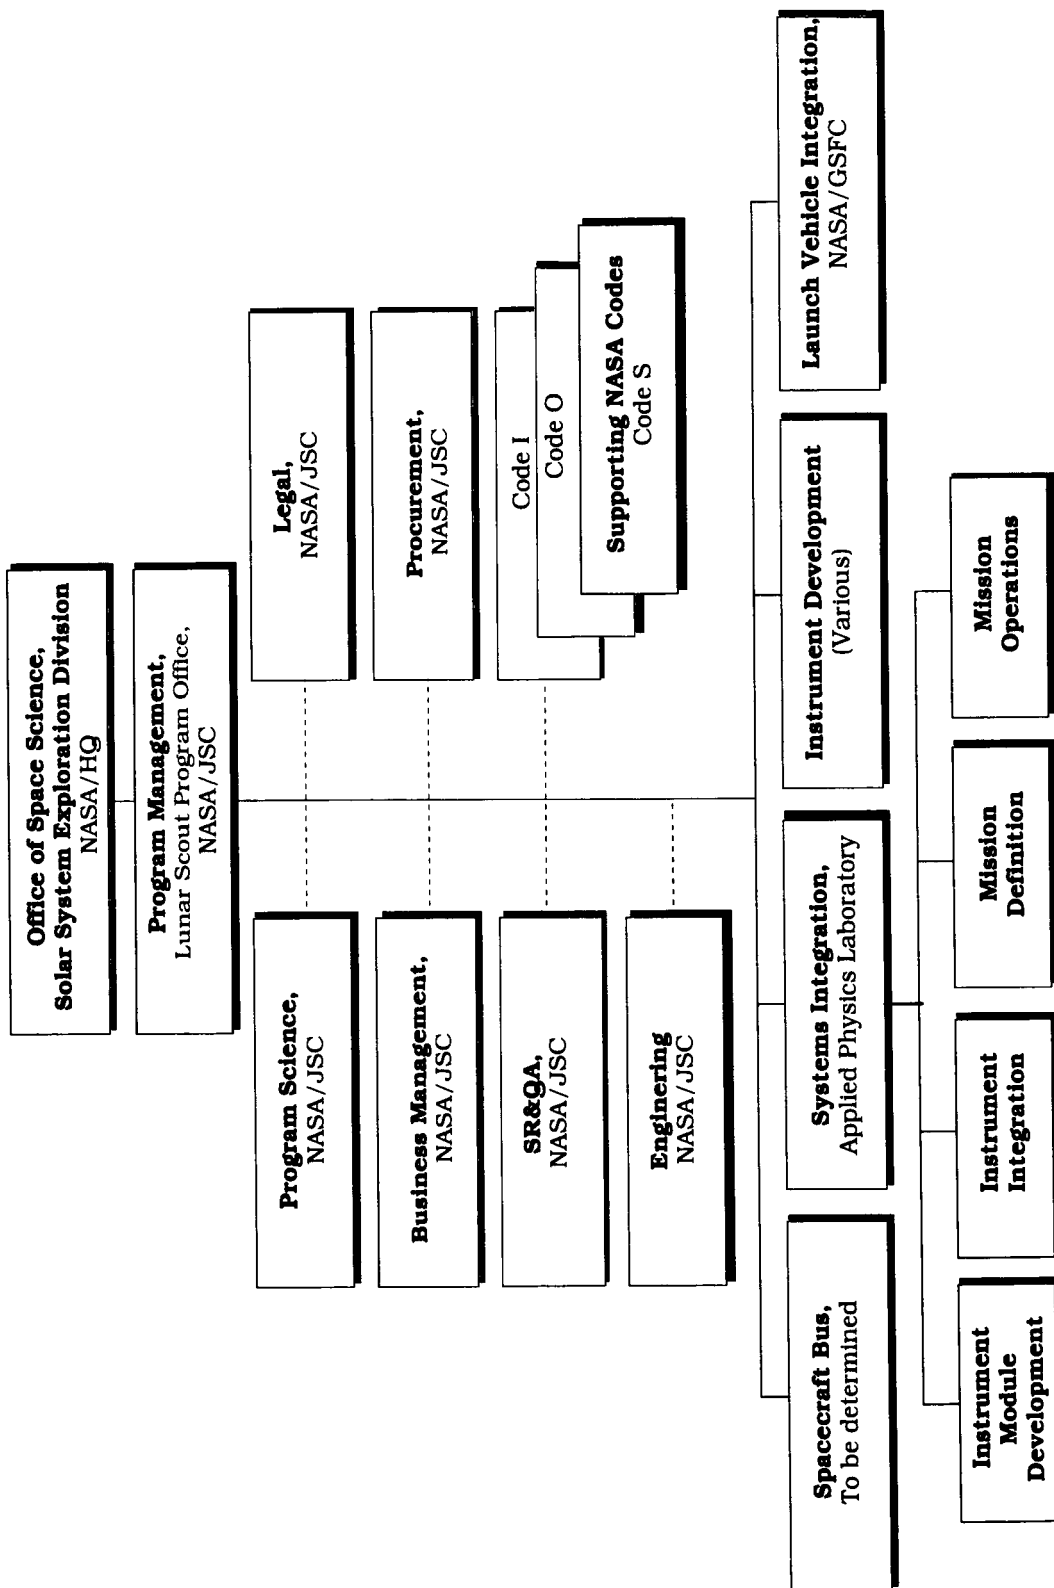 Office of Space Science,
Solar System Exploration Division
NASA/HQ
Program Management,
Lunar Scout Program Office,
NASA/JSC
Program Science,
NASA/JSC
Legal,
NASA/JSC
Business Management,
NASA/JSC
Procurement,
NASA/JSC
SR&QA,
NASA/JSC
Code I
Code O
Supporting NASA Codes
Code S
Enginering
NASA/JSC
Spacecraft Bus,
To be determined
Systems Integration,
Applied Physics Laboratory
Instrument Development
(Various)
Launch Vehicle Integration,
NASA/GSFC
Instrument
Module
Development
Instrument
Integration
Mission
Definition
Mission
Operations